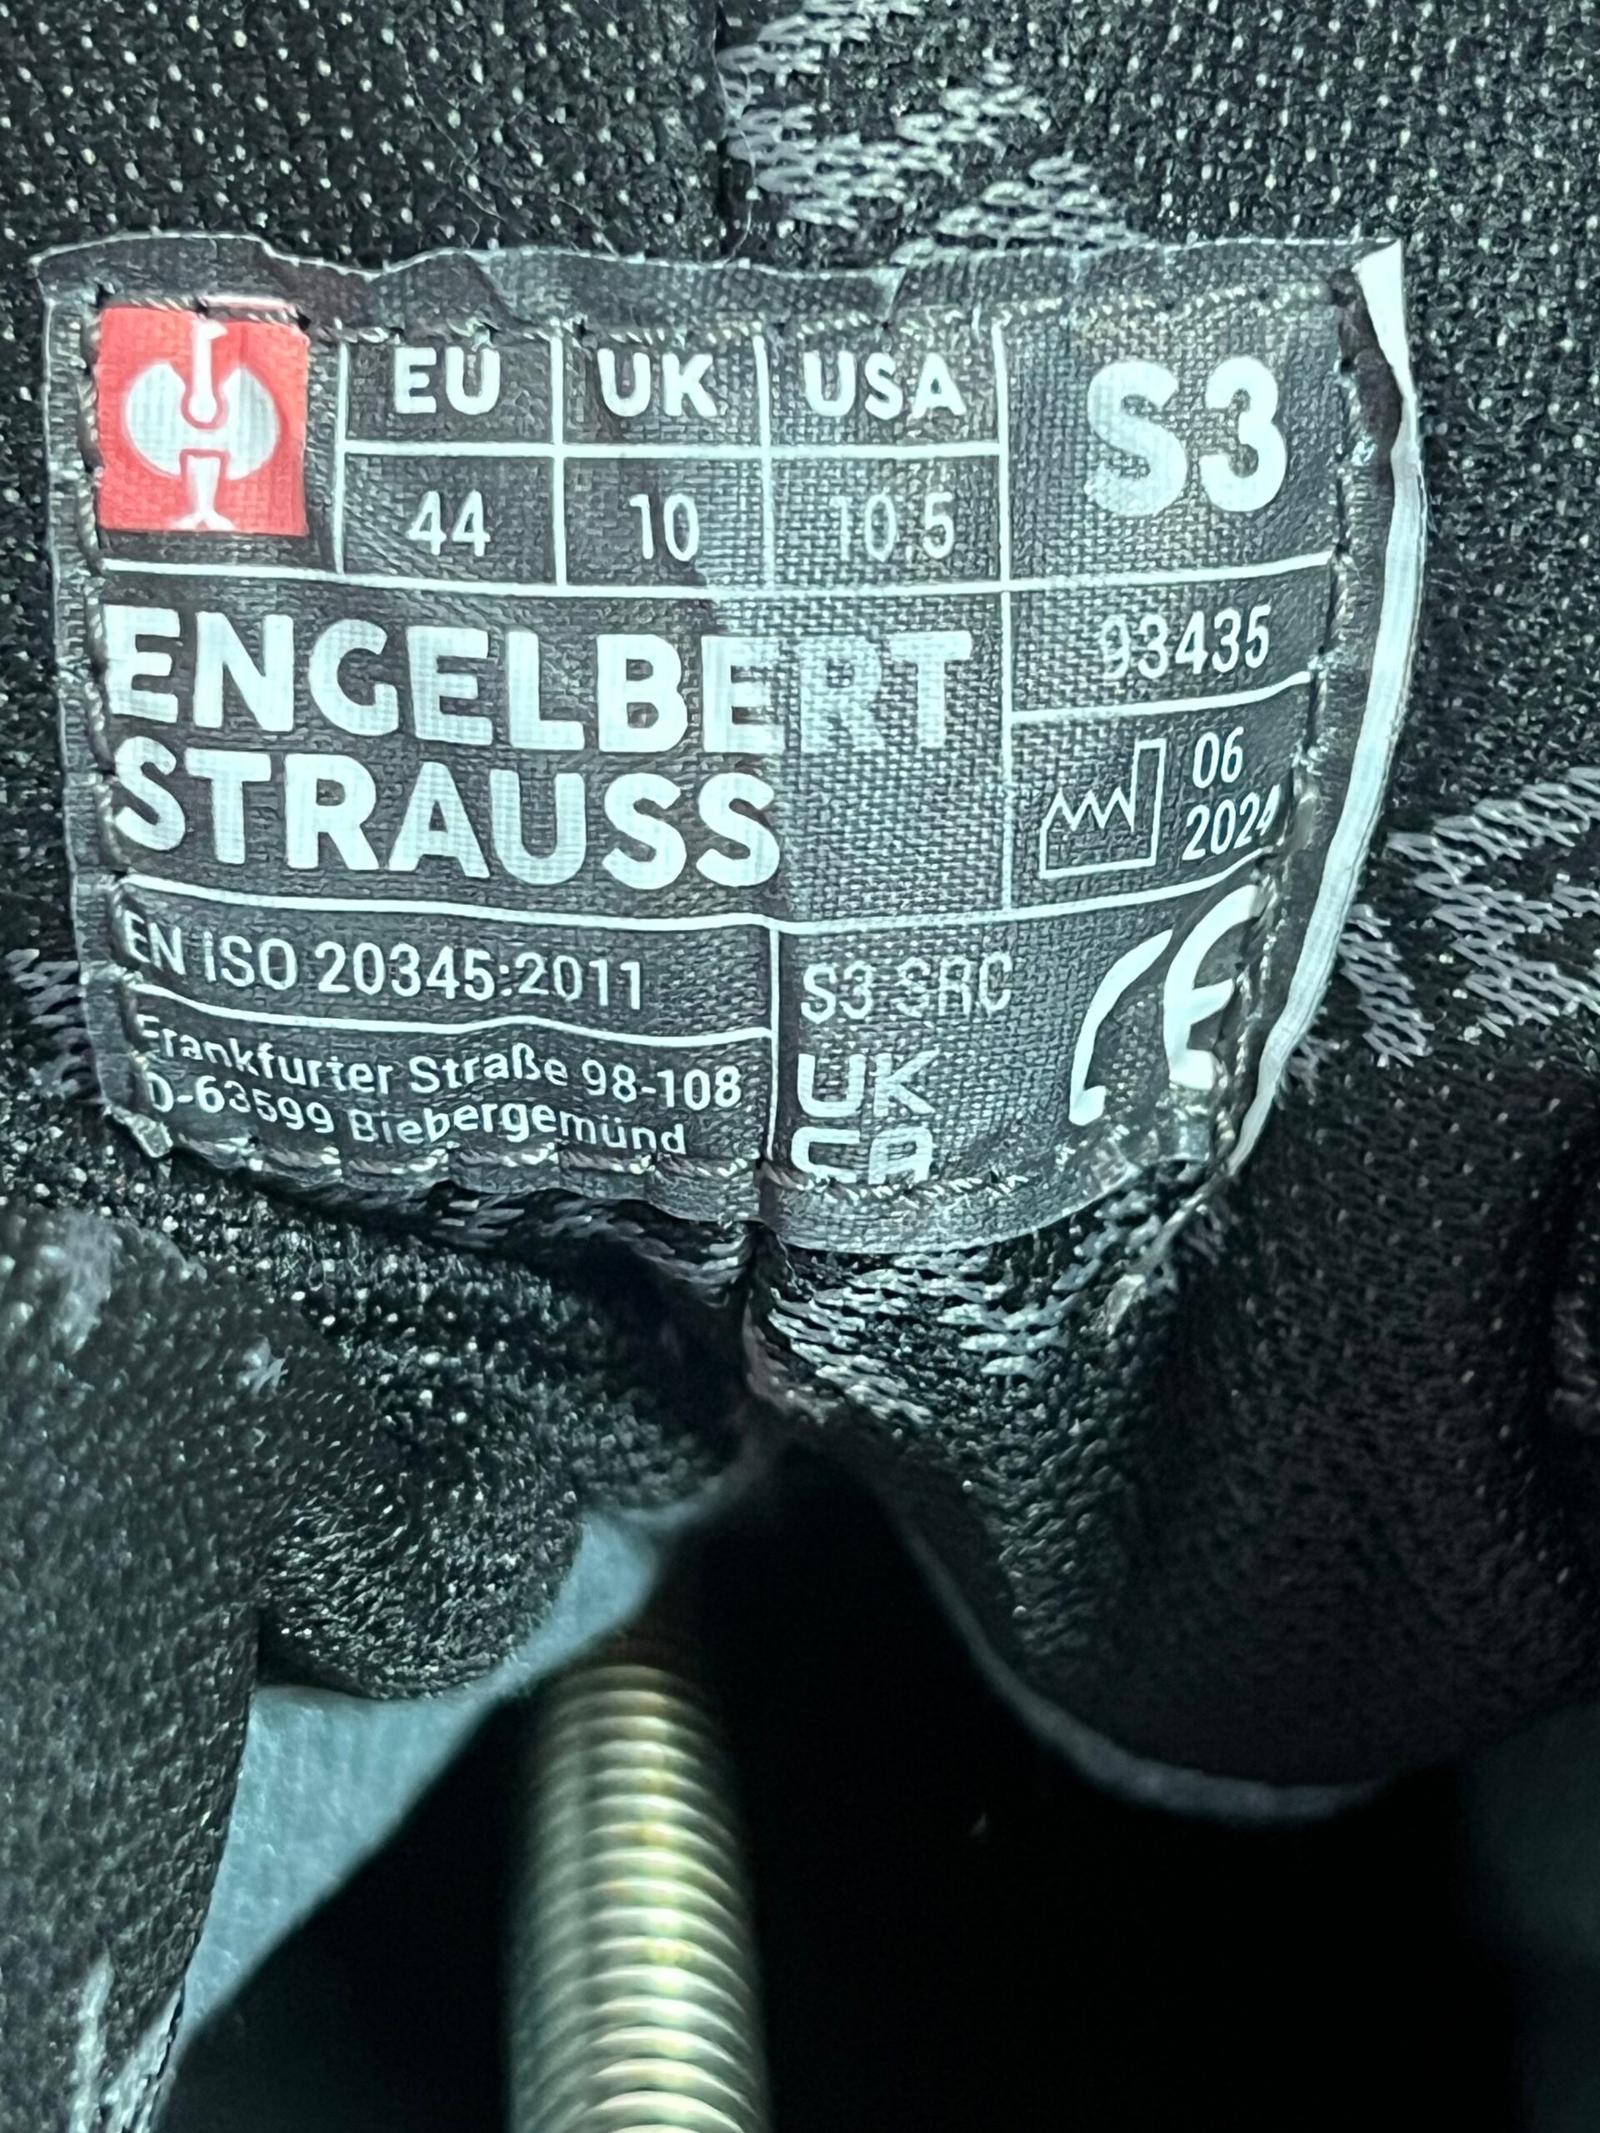 EU UK USA S3
44 10 10,5
ENGELBERT
STRAUSS
93435
06
2024
EN ISO 20345:2011
S3 SRC
Frankfurter Straße 98-108
D-63599 Biebergemünd
UK
CA
CE